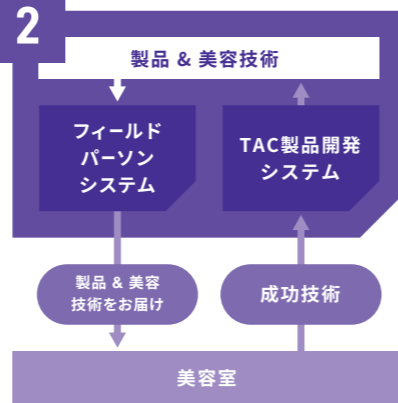 2
製品 & 美容技術
フィールド
パーソン
システム
TAC製品開発
システム
製品 & 美容
技術をお届け
成功技術
美容室